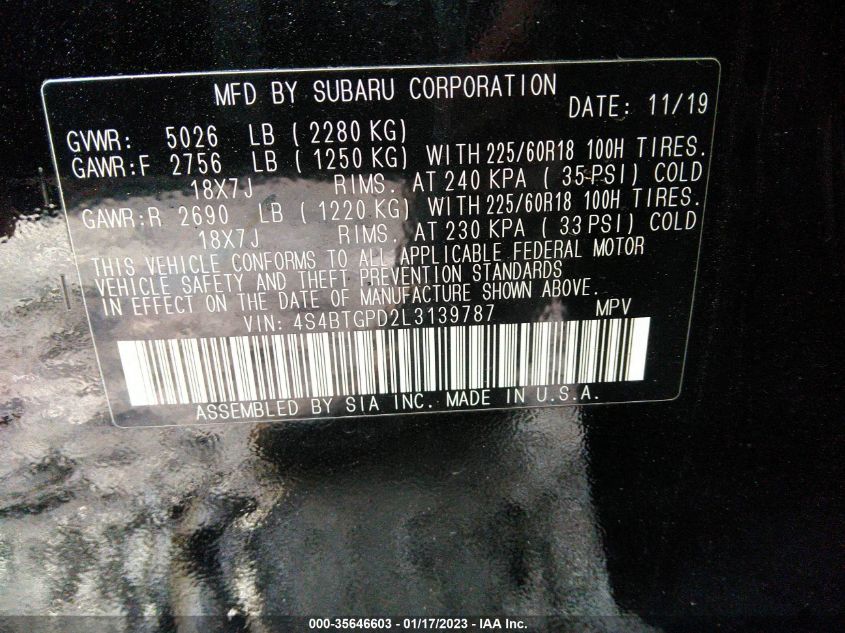 MFD BY SUBARU CORPORATION
DATE: 11/19
GVWR: 5026 LB ( 2280 KG)
GAWR:F 2756 LB ( 1250 KG) WITH 225/60R18 100H TIRES.
18X7J RIMS. AT 240 KPA ( 35 PSI) COLD
GAWR:R 2690 LB ( 1220 KG) WITH 225/60R18 100H TIRES.
18X7J RIMS. AT 230 KPA ( 33 PSI) COLD
THIS VEHICLE CONFORMS TO ALL APPLICABLE FEDERAL MOTOR
VEHICLE SAFETY AND THEFT PREVENTION STANDARDS
IN EFFECT ON THE DATE OF MANUFACTURE SHOWN ABOVE.
VIN: 4S4BTGPD2L3139787 MPV
ASSEMBLED BY SIA INC. MADE IN U.S.A.
000-35646603 - 01/17/2023 - IAA Inc.